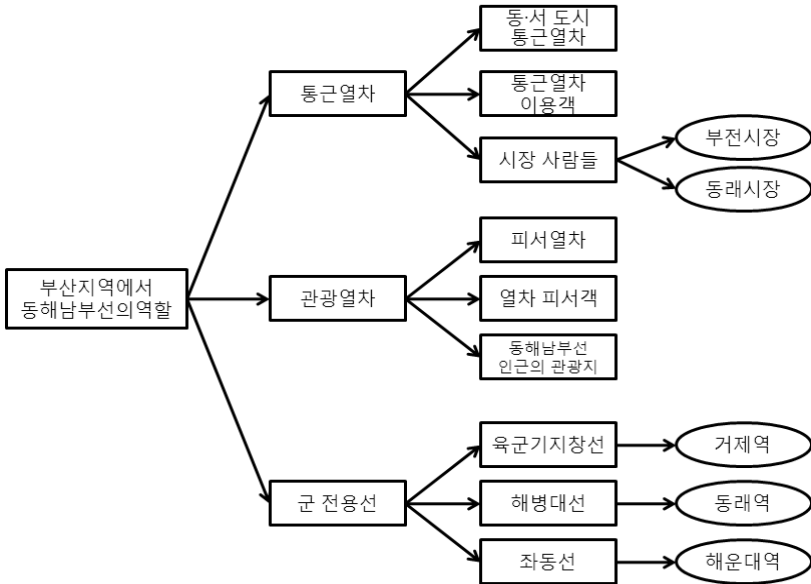 부산지역에서
동해남부선의역할
통근열차
동·서 도시
통근열차
통근열차
이용객
시장 사람들
부전시장
동래시장
관광열차
피서열차
열차 피서객
동해남부선
인근의 관광지
군 전용선
육군기지창선
거제역
해병대선
동래역
좌동선
해운대역